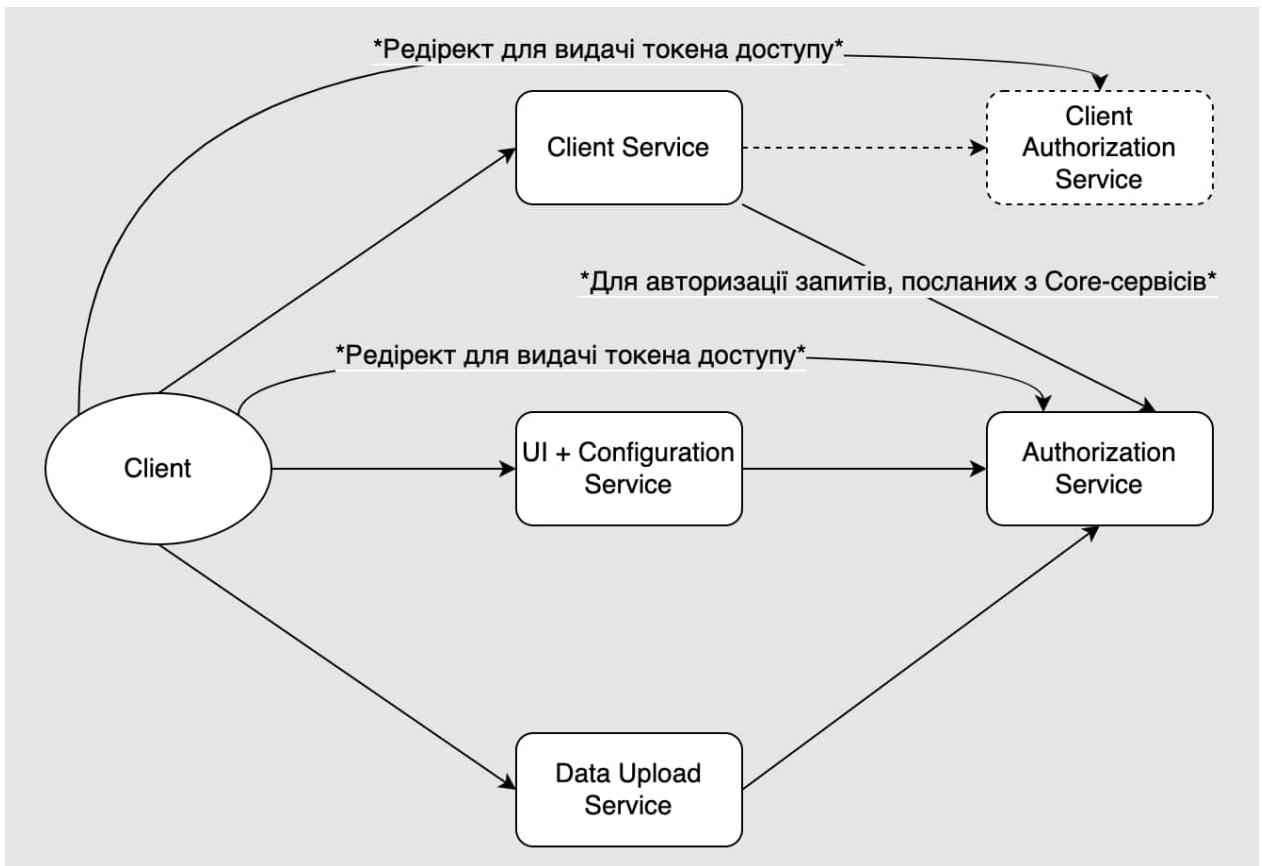 *Редірект для видачі токена доступу*
Client Service
Client
Authorization
Service
*Для авторизації запитів, посланих з Core-сервісів*
*Редірект для видачі токена доступу*
Client
UI + Configuration
Service
Authorization
Service
Data Upload
Service